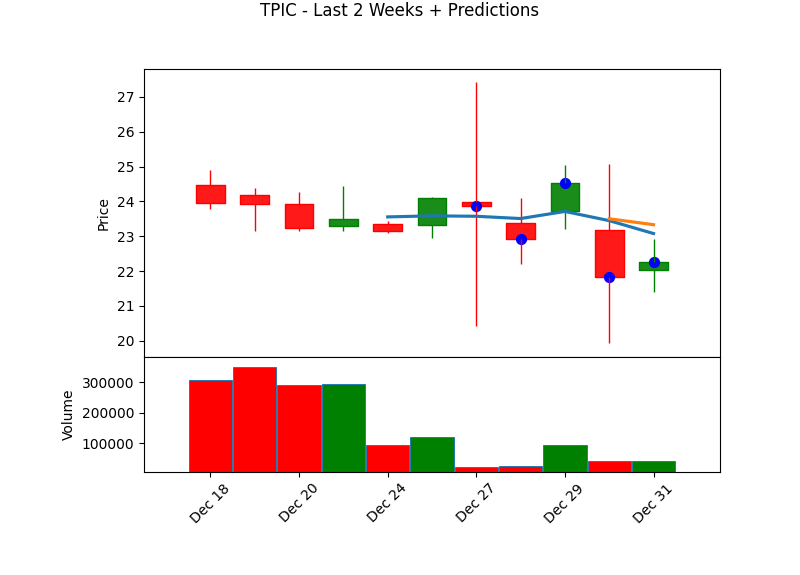 TPIC - Last 2 Weeks + Predictions
27
26
25
24
23
22
21
20
Price
300000
200000
100000
Volume
Dec 18
Dec 20
Dec 24
Dec 27
Dec 29
Dec 31